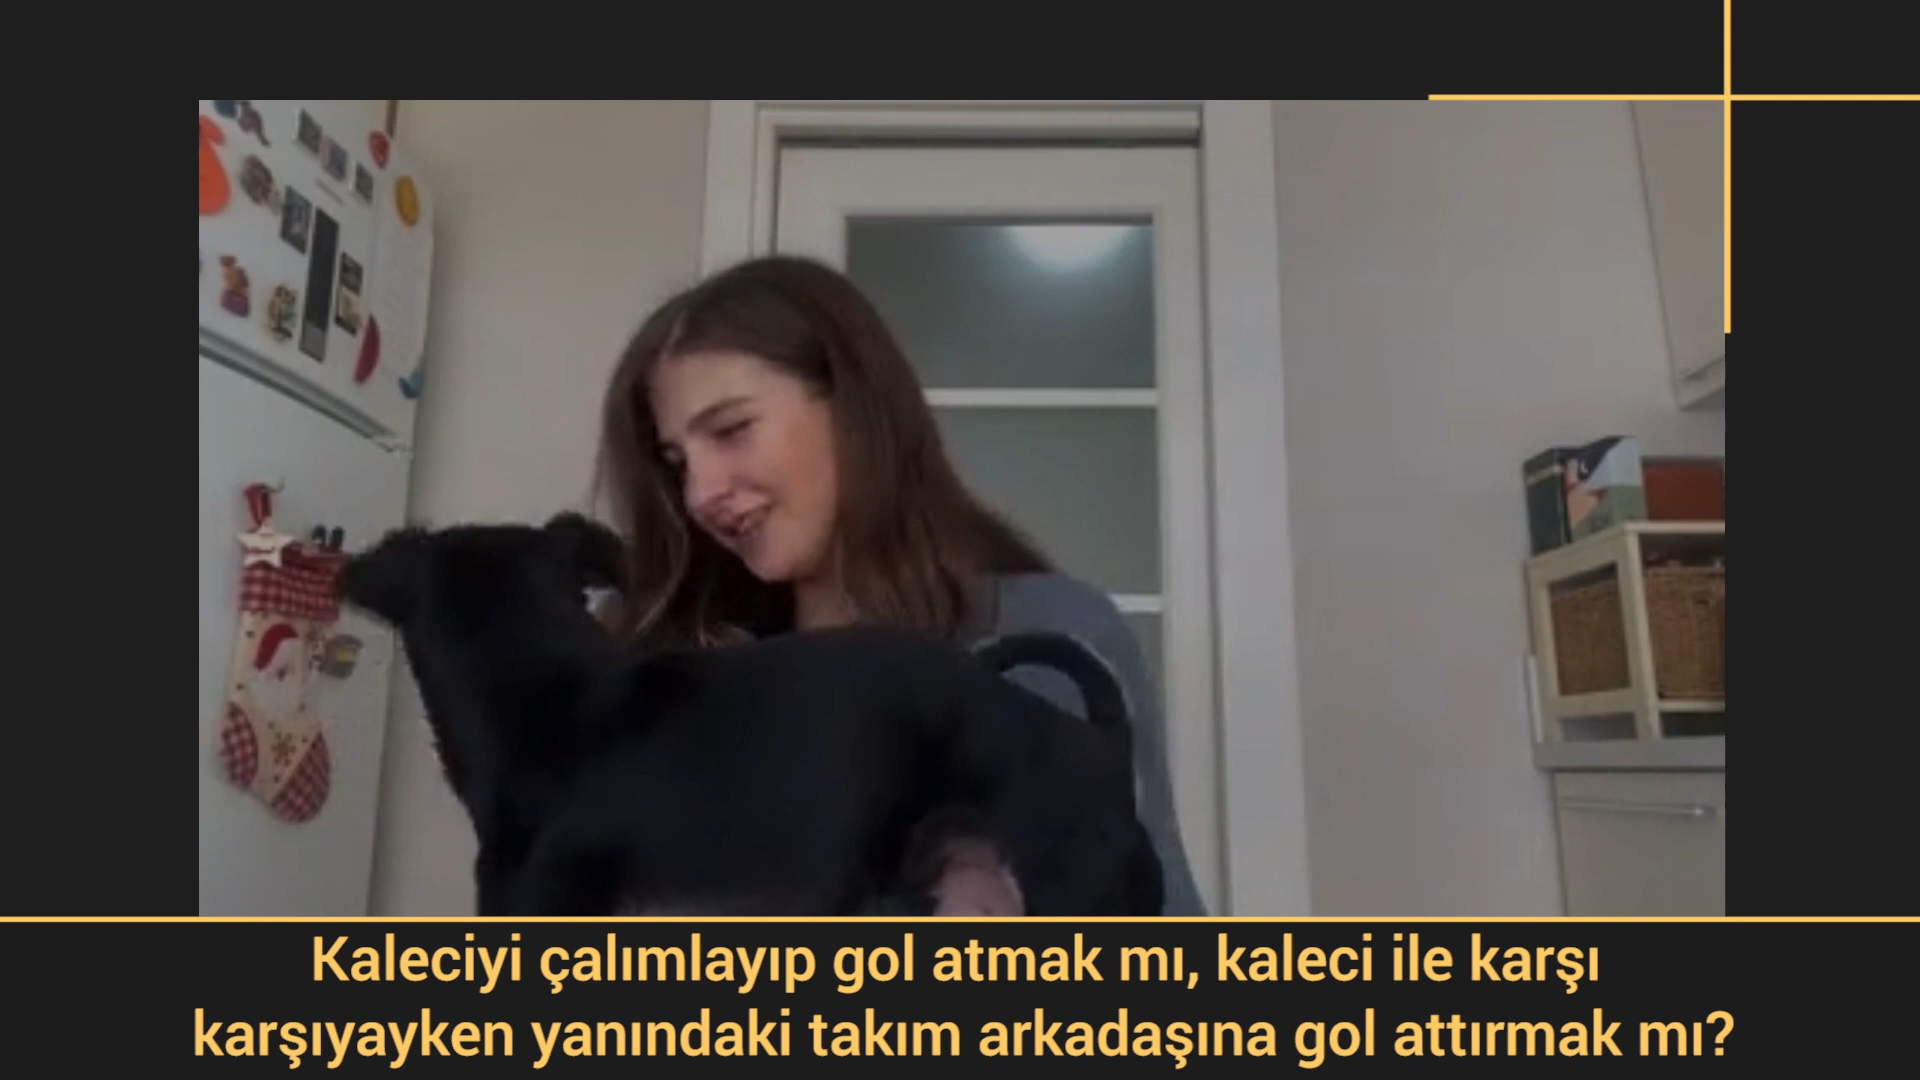 Kaleciyi çalımlayıp gol atmak mı, kaleci ile karşı
karşıyayken yanındaki takım arkadaşına gol attırmak mı?